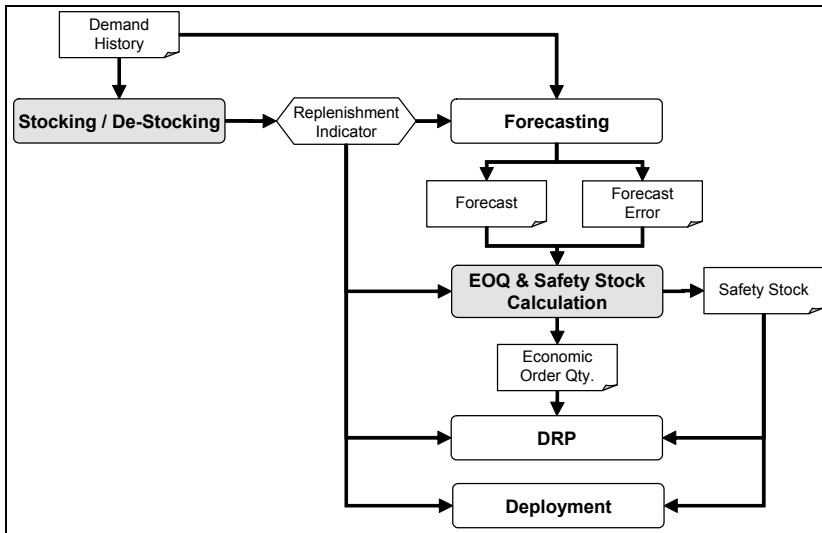 Demand
History
Stocking / De-Stocking
Replenishment
Indicator
Forecasting
Forecast
Forecast
Error
EOQ & Safety Stock
Calculation
Safety Stock
Economic
Order Qty.
DRP
Deployment